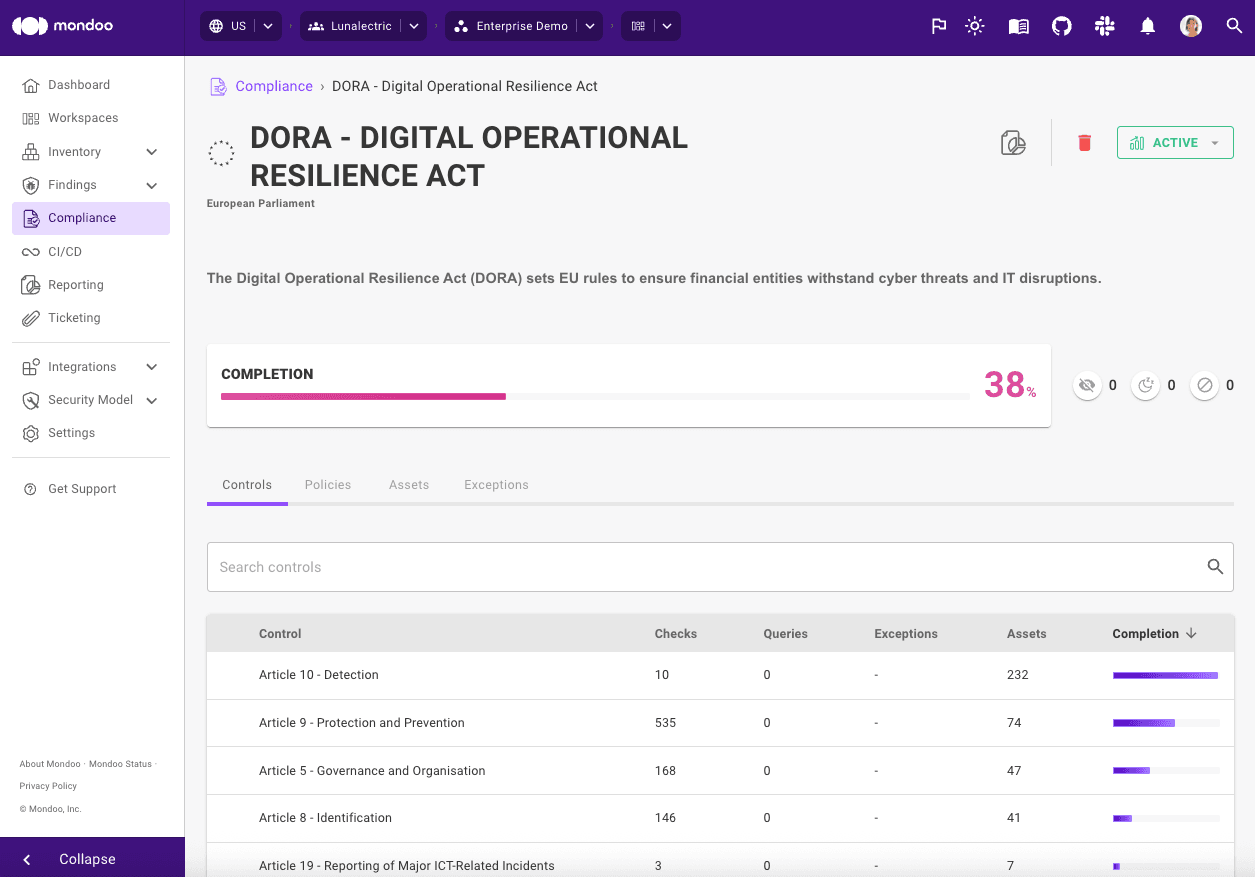 mondoo
US
Lunalectric
Enterprise Demo
Dashboard
Workspaces
Inventory
Findings
Compliance
CI/CD
Reporting
Ticketing
Integrations
Security Model
Settings
Get Support
About Mondoo · Mondoo Status ·
Privacy Policy
© Mondoo, Inc.
Collapse
Compliance › DORA - Digital Operational Resilience Act
DORA - DIGITAL OPERATIONAL
RESILIENCE ACT
European Parliament
ACTIVE
The Digital Operational Resilience Act (DORA) sets EU rules to ensure financial entities withstand cyber threats and IT disruptions.
COMPLETION
38%
0 0 0
Controls Policies Assets Exceptions
Search controls
Control Checks Queries Exceptions Assets Completion
Article 10 - Detection 10 0 - 232
Article 9 - Protection and Prevention 535 0 - 74
Article 5 - Governance and Organisation 168 0 - 47
Article 8 - Identification 146 0 - 41
Article 19 - Reporting of Major ICT-Related Incidents 3 0 - 7